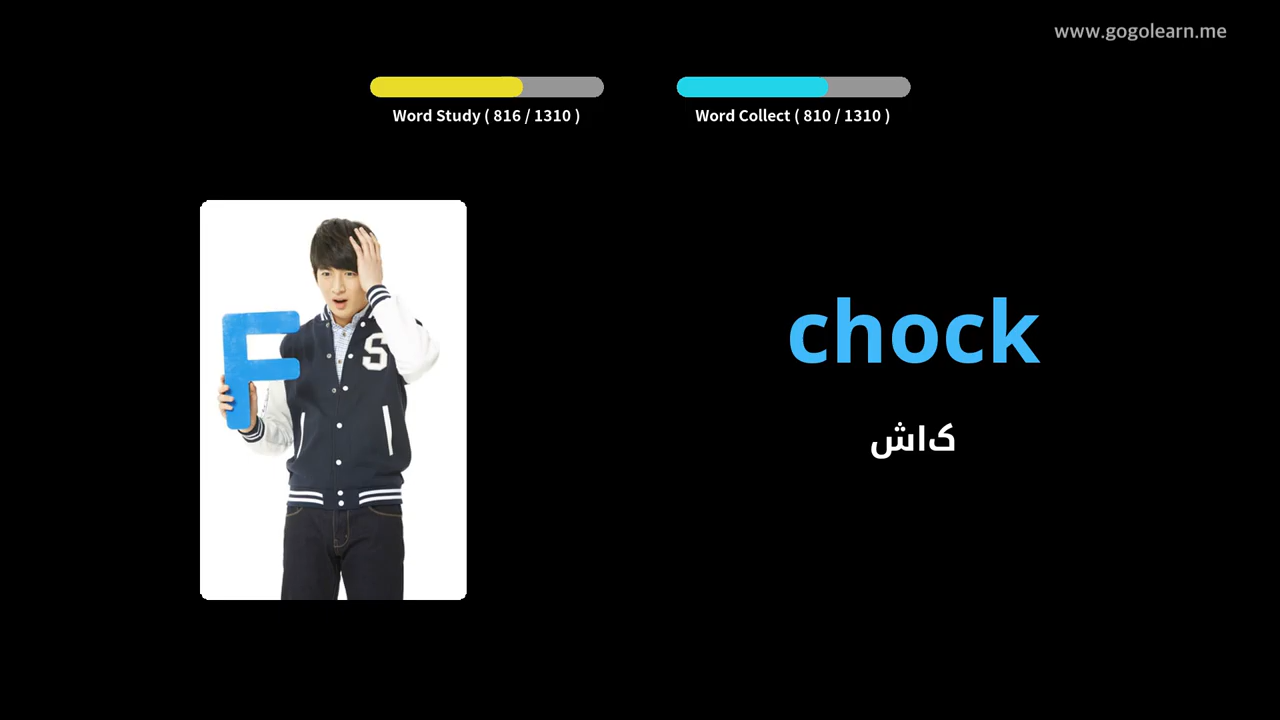 www.gogolearn.me
Word Study ( 816 / 1310 )
Word Collect ( 810 / 1310 )
F
S
chock
کاش